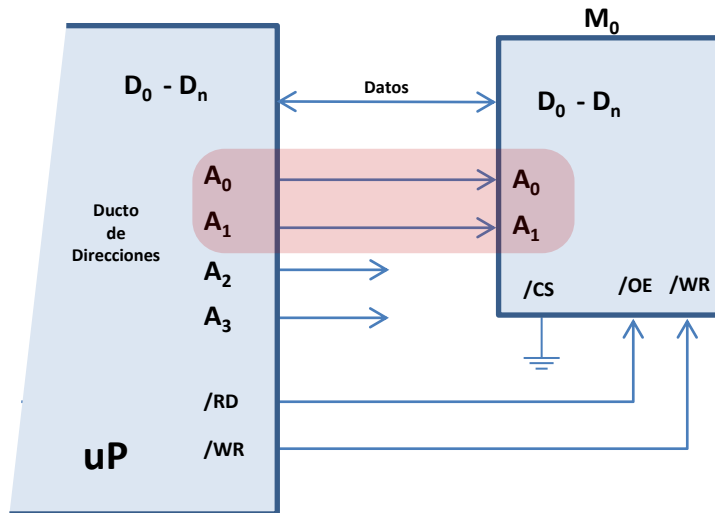 M₀
D₀ - Dₙ
Datos
D₀ - Dₙ
A₀
A₀
Ducto
de
Direcciones
A₁
A₁
A₂
A₃
/CS
/OE
/WR
/RD
/WR
uP